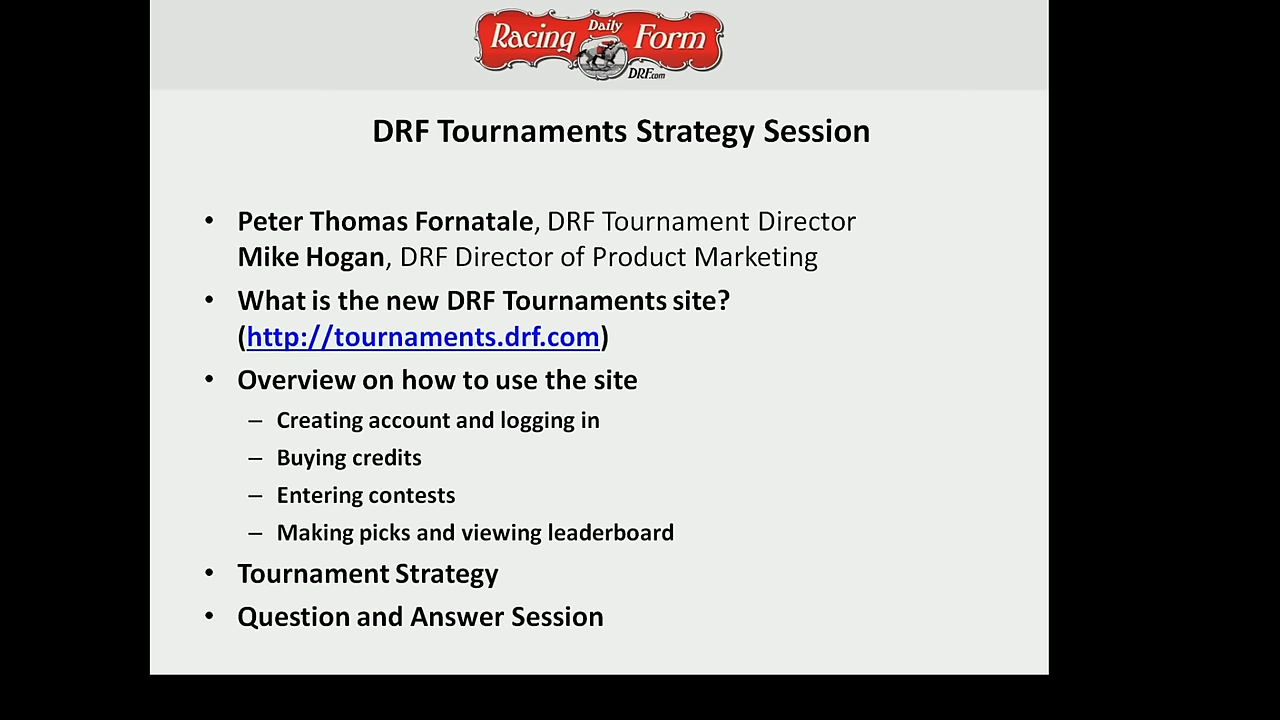 Racing Daily Form
DRF.com
DRF Tournaments Strategy Session
• Peter Thomas Fornatale, DRF Tournament Director
Mike Hogan, DRF Director of Product Marketing
• What is the new DRF Tournaments site?
(http://tournaments.drf.com)
• Overview on how to use the site
– Creating account and logging in
– Buying credits
– Entering contests
– Making picks and viewing leaderboard
• Tournament Strategy
• Question and Answer Session